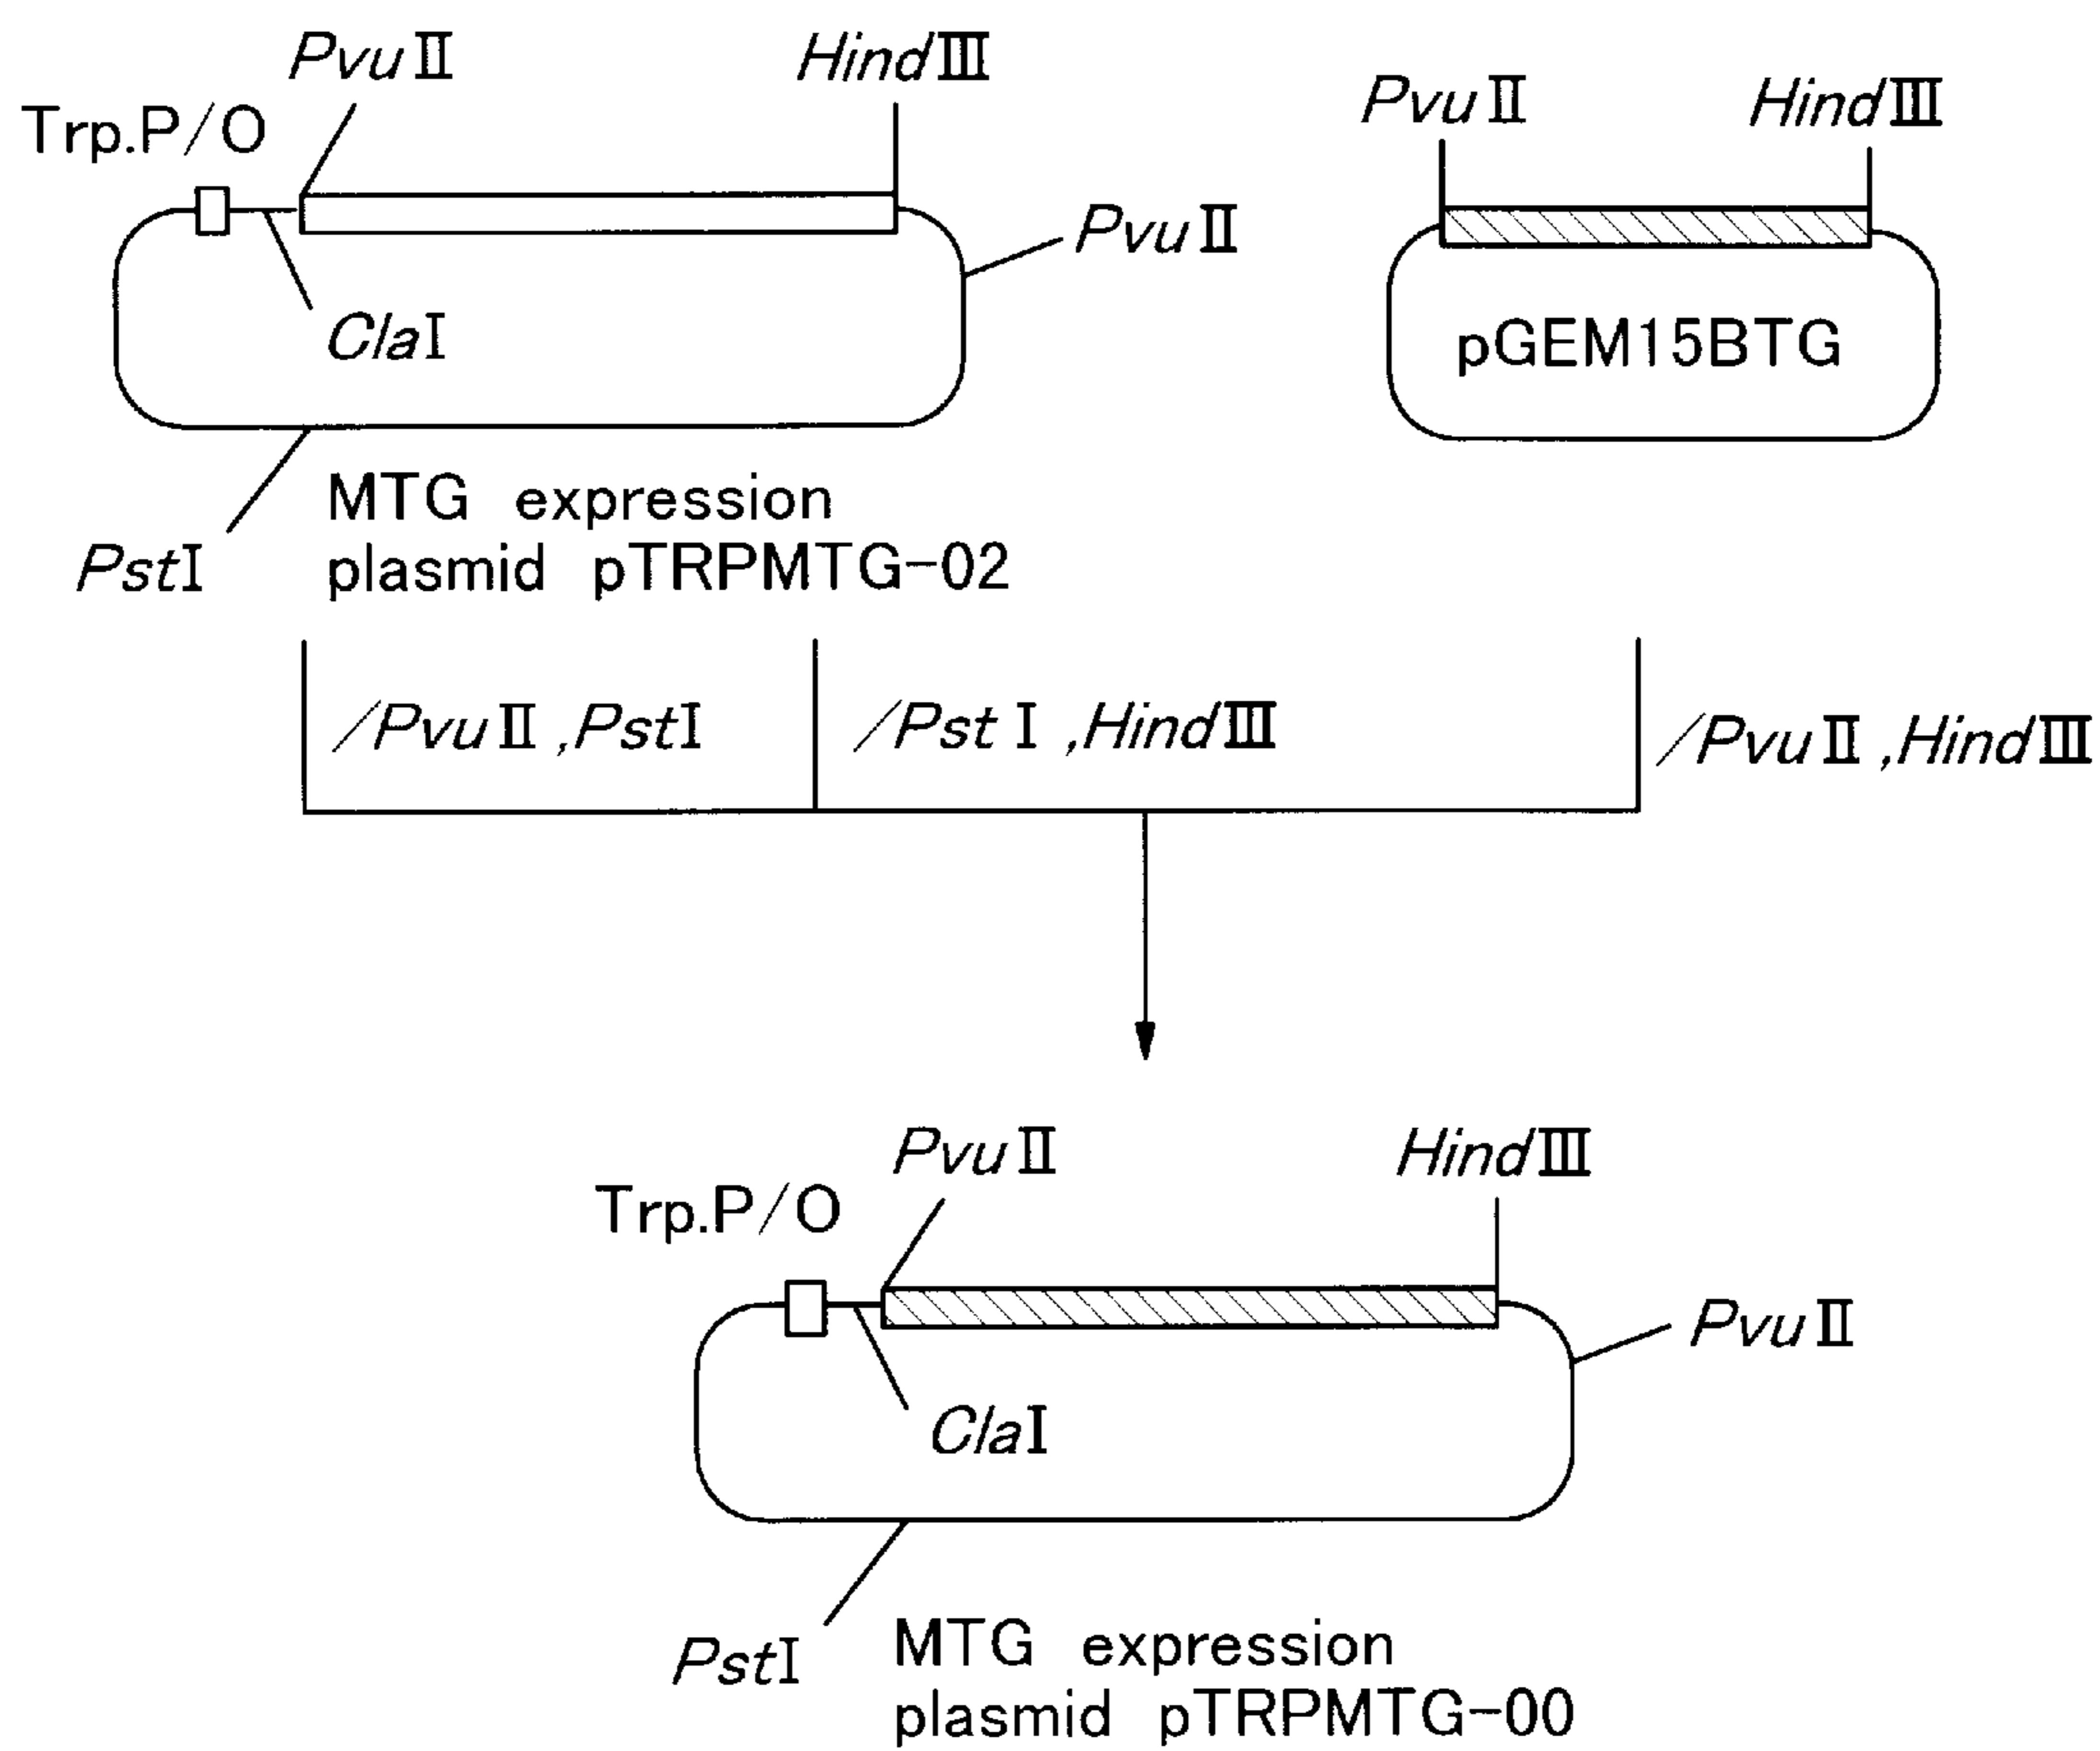 PvuⅡ
HindⅢ
Trp.P/O
PvuⅡ
HindⅢ
PvuⅡ
ClaⅠ
pGEM15BTG
PstⅠ
MTG expression
plasmid pTRPMTG-02
/PvuⅡ,PstⅠ
/PstⅠ,HindⅢ
/PvuⅡ,HindⅢ
PvuⅡ
HindⅢ
Trp.P/O
PvuⅡ
ClaⅠ
PstⅠ
MTG expression
plasmid pTRPMTG-00